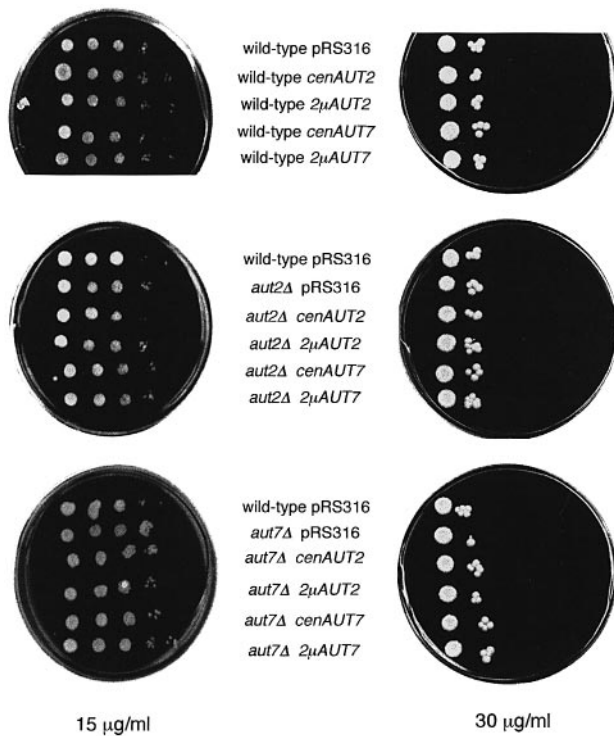 wild-type pRS316
wild-type cenAUT2
wild-type 2μAUT2
wild-type cenAUT7
wild-type 2μAUT7
wild-type pRS316
aut2Δ pRS316
aut2Δ cenAUT2
aut2Δ 2μAUT2
aut2Δ cenAUT7
aut2Δ 2μAUT7
wild-type pRS316
aut7Δ pRS316
aut7Δ cenAUT2
aut7Δ 2μAUT2
aut7Δ cenAUT7
aut7Δ 2μAUT7
15 μg/ml 30 μg/ml